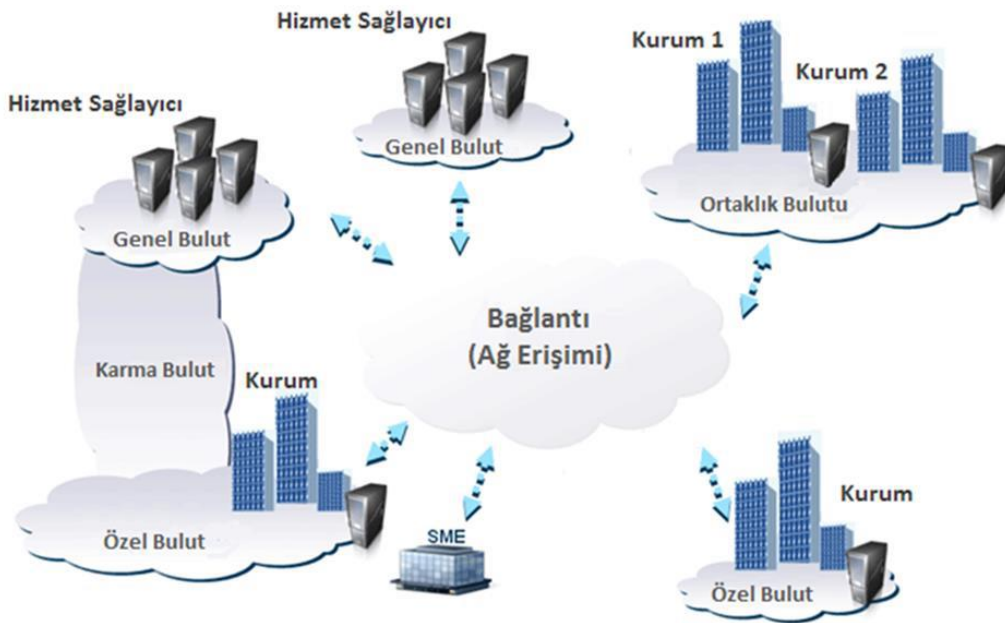 Hizmet Sağlayıcı
Genel Bulut
Hizmet Sağlayıcı
Genel Bulut
Kurum 1
Kurum 2
Ortaklık Bulutu
Bağlantı
(Ağ Erişimi)
Karma Bulut
Kurum
Özel Bulut
SME
Kurum
Özel Bulut